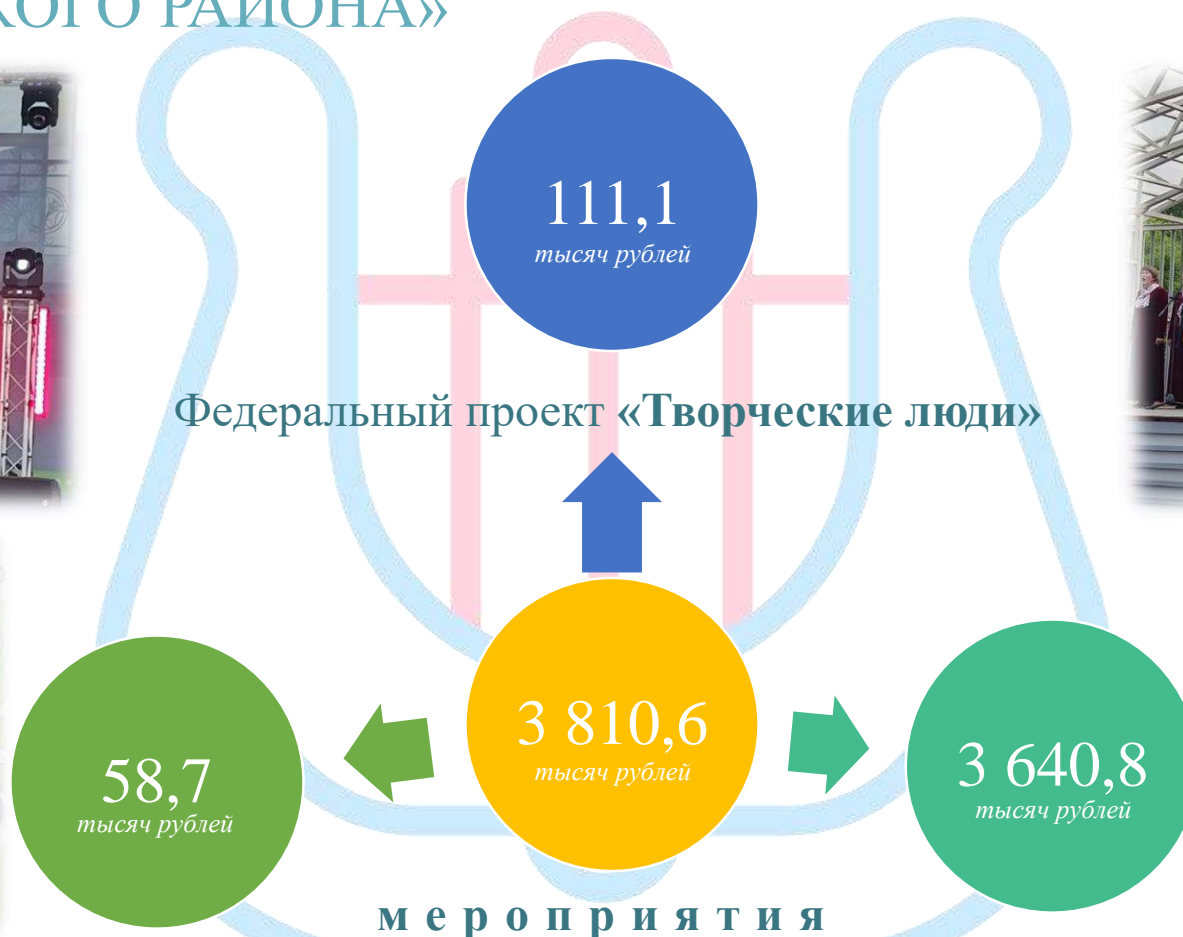 КОГО РАЙОНА»
111,1
тысяч рублей
Федеральный проект «Творческие люди»
3 810,6
тысяч рублей
58,7
тысяч рублей
3 640,8
тысяч рублей
мероприятия